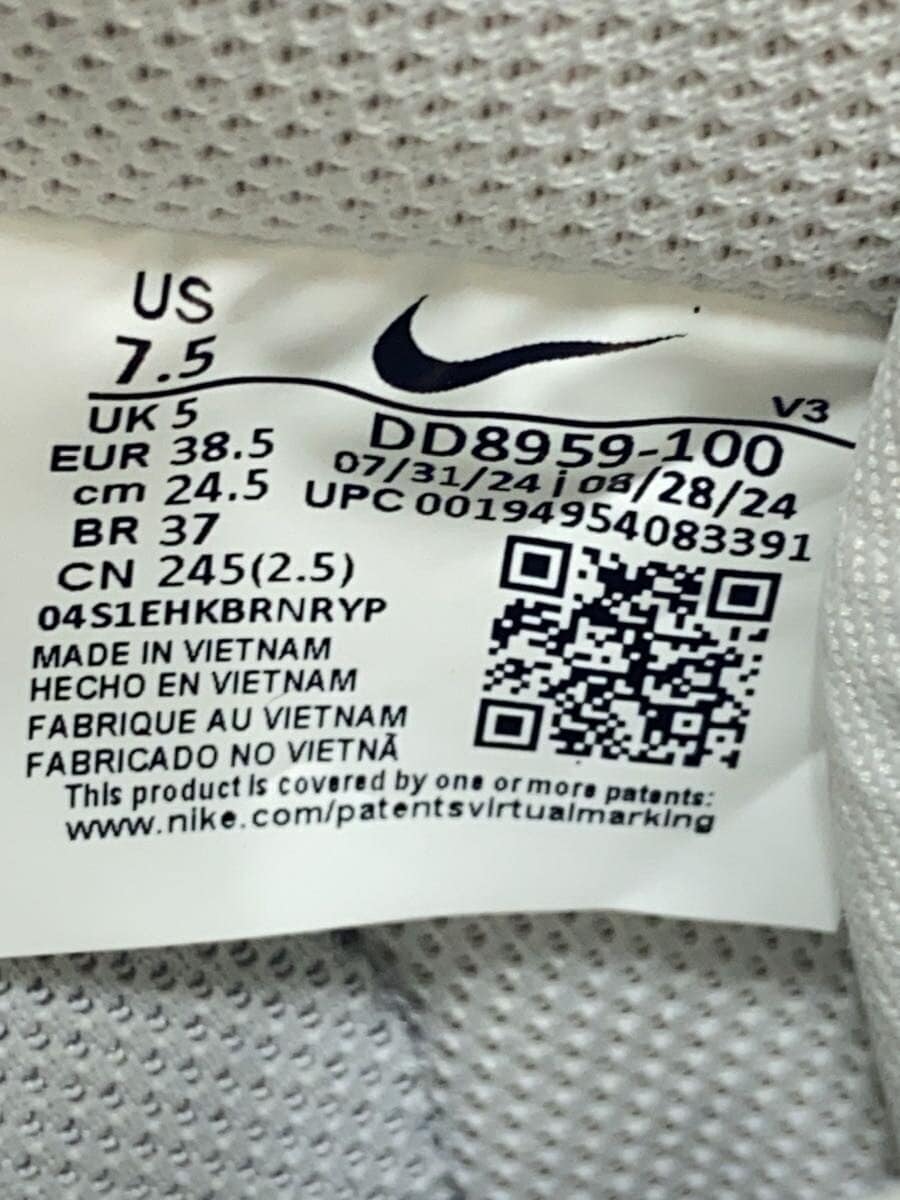 US
7.5
V3
UK 5
EUR 38.5
cm 24.5
BR 37
CN 245(2.5)
DD8959-100
07/31/24 i 08/28/24
UPC 00194954083391
04S1EHKBRNRYP
MADE IN VIETNAM
HECHO EN VIETNAM
FABRIQUE AU VIETNAM
FABRICADO NO VIETNÃ
This product is covered by one or more patents:
www.nike.com/patentsvirtualmarking